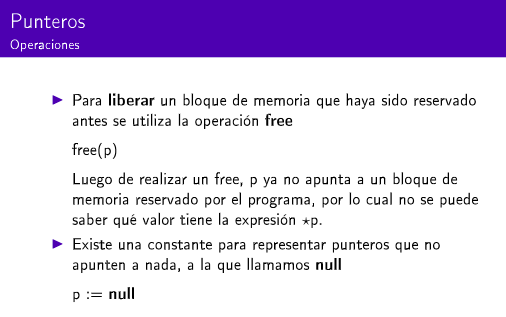 Punteros
Operaciones
▶ Para liberar un bloque de memoria que haya sido reservado
antes se utiliza la operación free
free(p)
Luego de realizar un free, p ya no apunta a un bloque de
memoria reservado por el programa, por lo cual no se puede
saber qué valor tiene la expresión ⋆p.
▶ Existe una constante para representar punteros que no
apunten a nada, a la que llamamos null
p := null